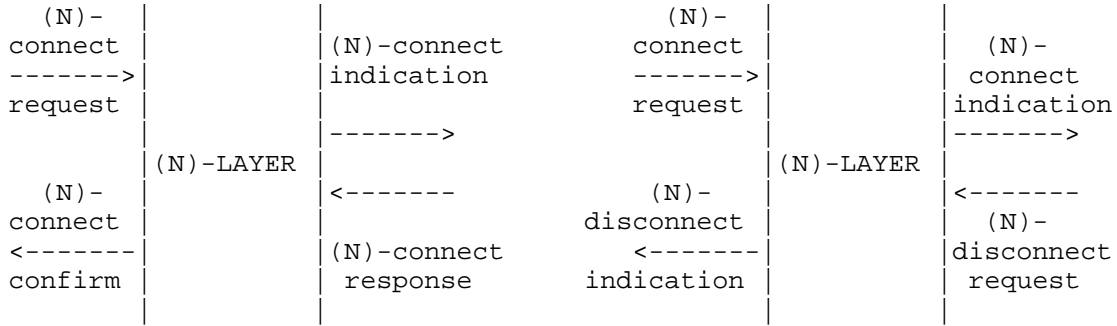 (N)- | | (N)- | |
connect | |(N)-connect connect | | (N)-
------->| |indication ------->| | connect
request | | request | |indication
| |-------> | |------->
|(N)-LAYER | |(N)-LAYER |
(N)- | |<------- (N)- | |<-------
connect | | disconnect | | (N)-
<-------| |(N)-connect <-------| |disconnect
confirm | | response indication | | request
| | | |